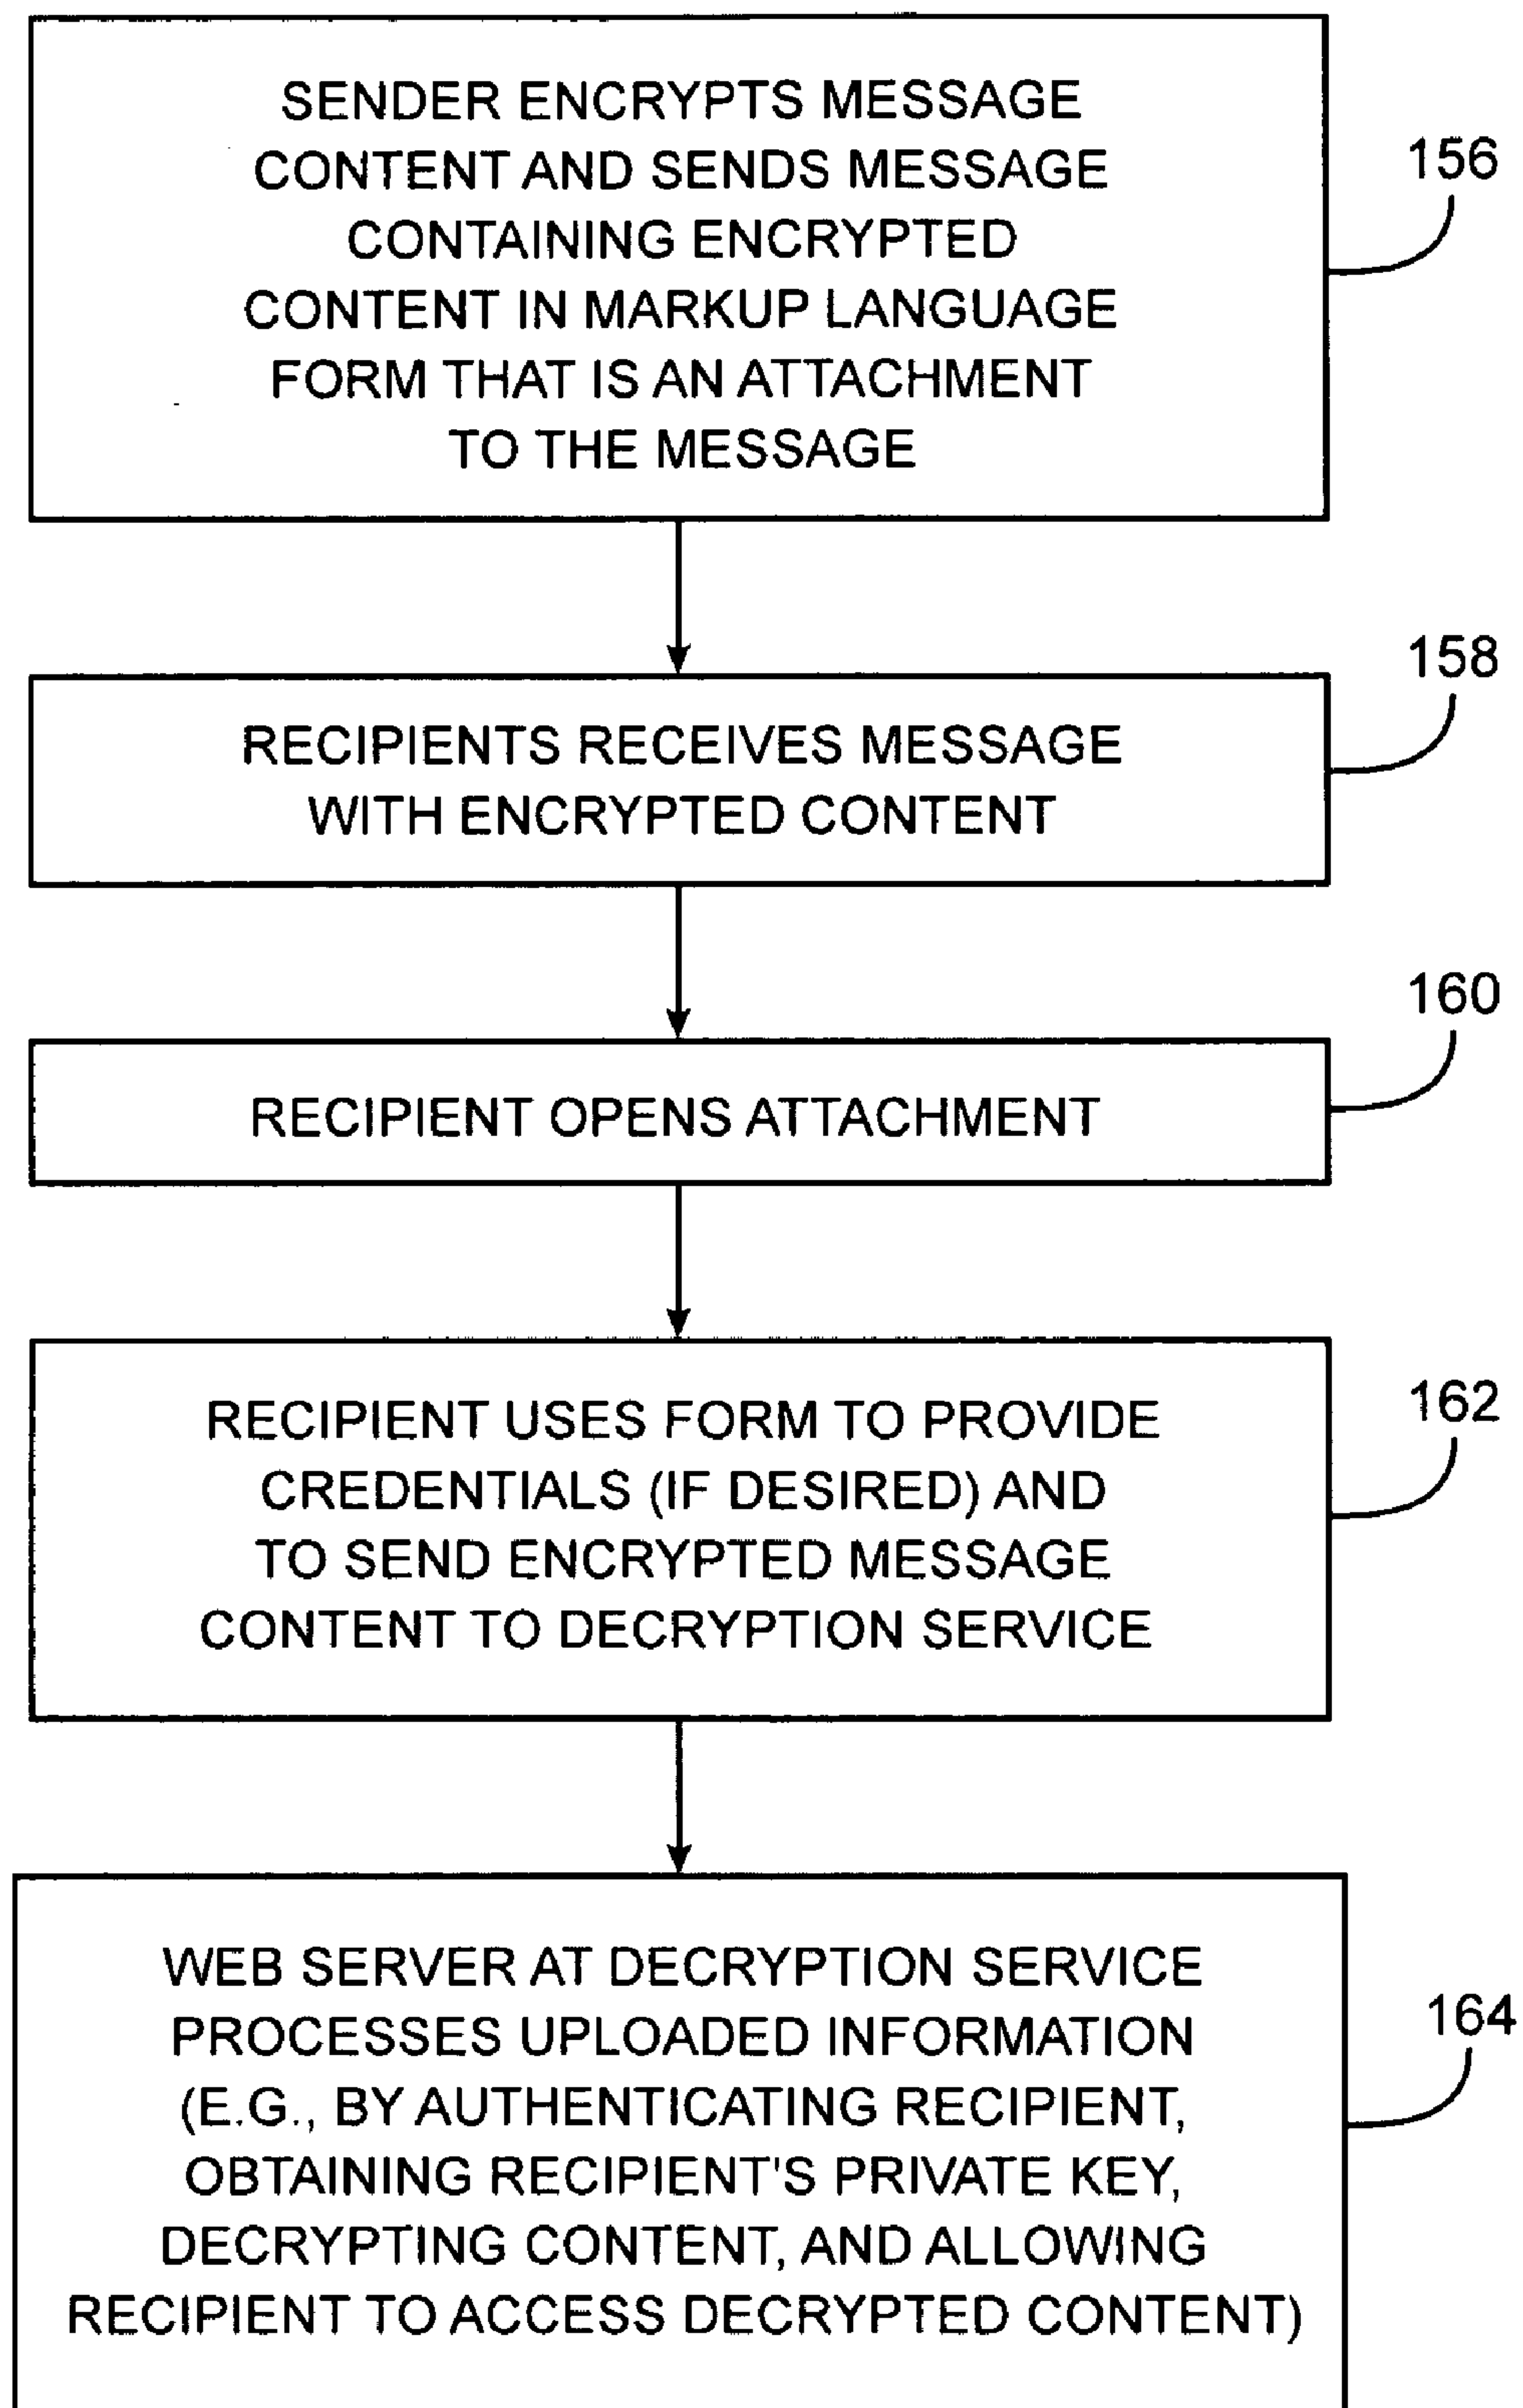 SENDER ENCRYPTS MESSAGE
CONTENT AND SENDS MESSAGE
CONTAINING ENCRYPTED
CONTENT IN MARKUP LANGUAGE
FORM THAT IS AN ATTACHMENT
TO THE MESSAGE
156
RECIPIENTS RECEIVES MESSAGE
WITH ENCRYPTED CONTENT
158
RECIPIENT OPENS ATTACHMENT
160
RECIPIENT USES FORM TO PROVIDE
CREDENTIALS (IF DESIRED) AND
TO SEND ENCRYPTED MESSAGE
CONTENT TO DECRYPTION SERVICE
162
WEB SERVER AT DECRYPTION SERVICE
PROCESSES UPLOADED INFORMATION
(E.G., BY AUTHENTICATING RECIPIENT,
OBTAINING RECIPIENT'S PRIVATE KEY,
DECRYPTING CONTENT, AND ALLOWING
RECIPIENT TO ACCESS DECRYPTED CONTENT)
164